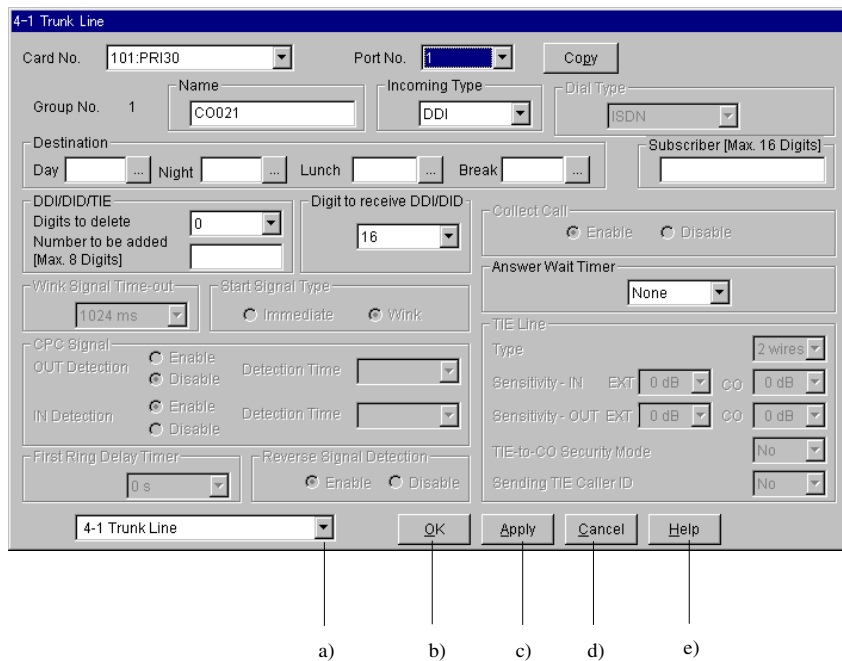 4-1 Trunk Line
Card No. 101:PRI30 Port No. 1 Copy
Group No. 1 Name CO021 Incoming Type DDI Dial Type ISDN
Destination
Day ... Night ... Lunch ... Break ...
Subscriber [Max. 16 Digits]
DDI/DID/TIE
Digits to delete 0
Number to be added
[Max. 8 Digits]
Digit to receive DDI/DID
16
Collect Call
Enable Disable
Answer Wait Timer
None
Wink Signal Time-out
1024 ms
Start Signal Type
Immediate Wink
CPC Signal
OUT Detection Enable Disable Detection Time
IN Detection Enable Disable Detection Time
TIE Line
Type 2 wires
Sensitivity - IN EXT 0 dB CO 0 dB
Sensitivity - OUT EXT 0 dB CO 0 dB
TIE-to-CO Security Mode No
Sending TIE Caller ID No
First Ring Delay Timer
0 s
Reverse Signal Detection
Enable Disable
4-1 Trunk Line OK Apply Cancel Help
a) b) c) d) e)